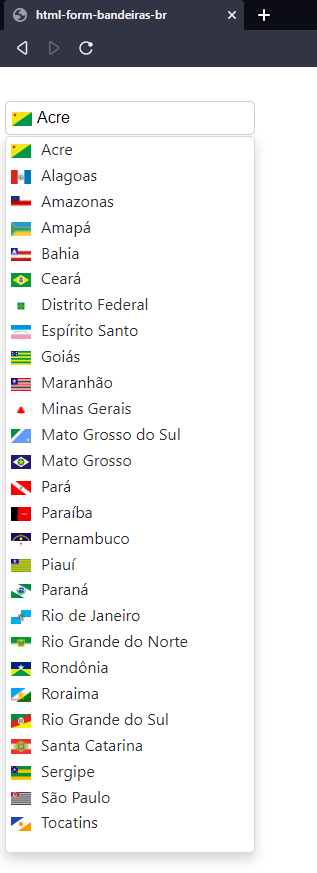 html-form-bandeiras-br
Acre
Acre
Alagoas
Amazonas
Amapá
Bahia
Ceará
Distrito Federal
Espírito Santo
Goiás
Maranhão
Minas Gerais
Mato Grosso do Sul
Mato Grosso
Pará
Paraíba
Pernambuco
Piauí
Paraná
Rio de Janeiro
Rio Grande do Norte
Rondônia
Roraima
Rio Grande do Sul
Santa Catarina
Sergipe
São Paulo
Tocatins